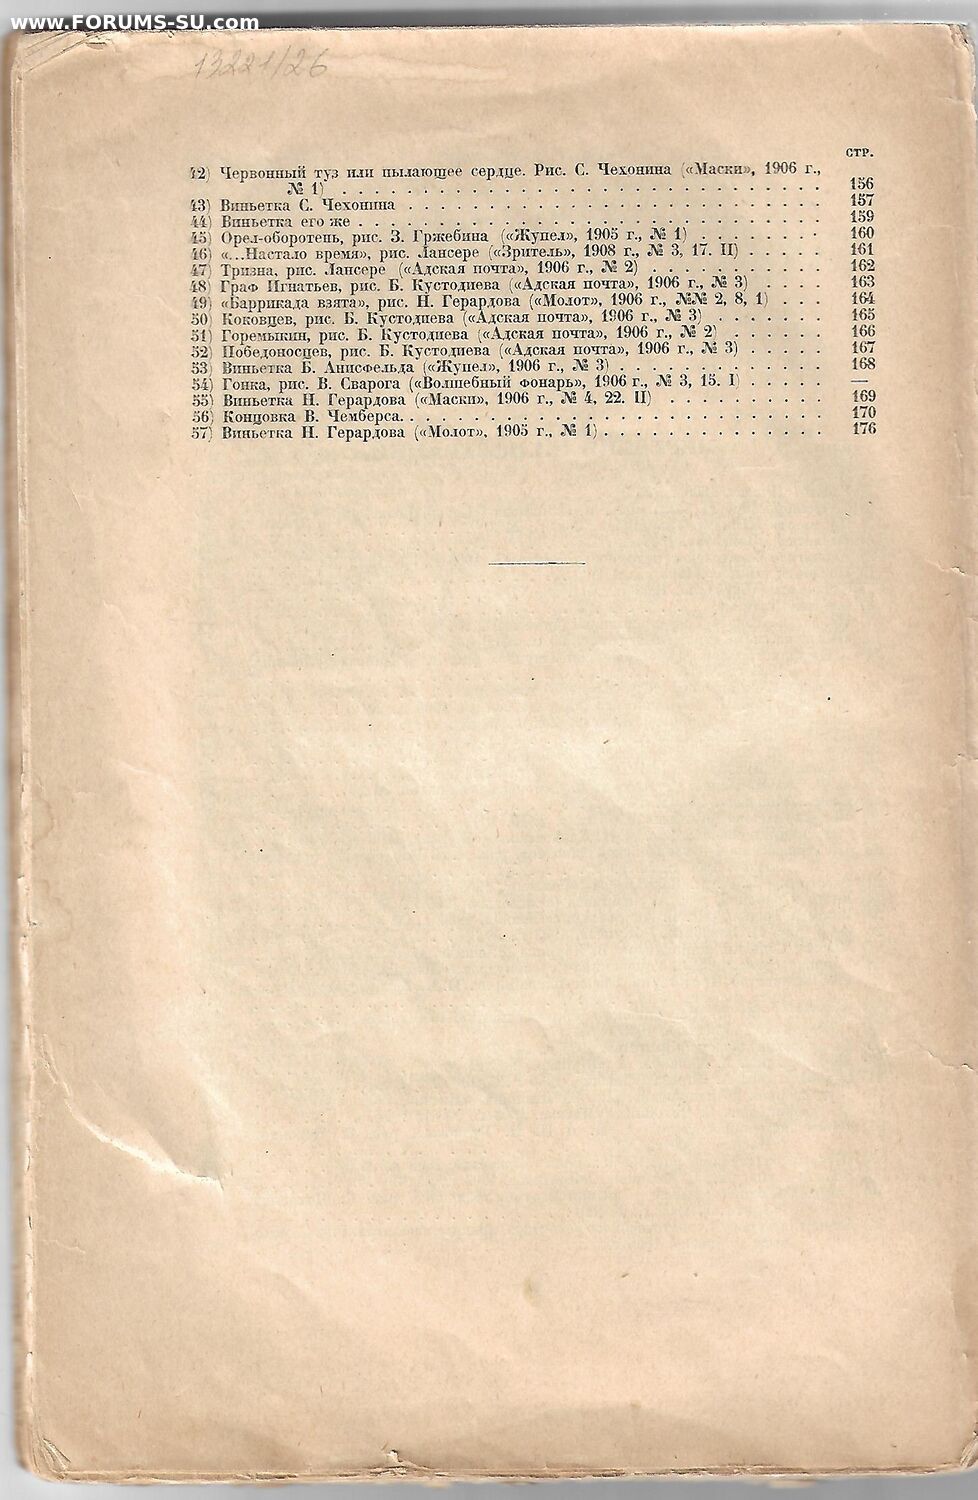 www.FORUMS-SU.com
13221/26
СТР.
42) Червонный туз или пылающее сердце. Рис. С. Чехонина («Маски», 1906 г.,
№ 1) . . . . . . . . . . . . . . . . . . . . . . . . . . . . . . 156
43) Виньетка С. Чехонина . . . . . . . . . . . . . . . . . . . . . . . . . . 157
44) Виньетка его же . . . . . . . . . . . . . . . . . . . . . . . . . . . . . 159
45) Орел-оборотень, рис. З. Гржебина («Жупел», 1905 г., № 1) . . . . . . . . 160
46) «...Настало время», рис. Лансере («Зритель», 1908 г., № 3, 17. II) . . . . . 161
47) Тризна, рис. Лансере («Адская почта», 1906 г., № 2) . . . . . . . . . . . 162
48) Граф Игнатьев, рис. Б. Кустодиева («Адская почта», 1906 г., № 3) . . . . 163
49) «Баррикада взята», рис. Н. Герардова («Молот», 1906 г., №№ 2, 8, 1) . . . 164
50) Коковцев, рис. Б. Кустодиева («Адская почта», 1906 г., № 3) . . . . . . . 165
51) Горемыкин, рис. Б. Кустодиева («Адская почта», 1906 г., № 2) . . . . . . 166
52) Победоносцев, рис. Б. Кустодиева («Адская почта», 1906 г., № 3) . . . . . 167
53) Виньетка Б. Анисфельда («Жупел», 1906 г., № 3) . . . . . . . . . . . . . 168
54) Гонка, рис. В. Сварога («Волшебный фонарь», 1906 г., № 3, 15. I) . . . . . —
55) Виньетка Н. Герардова («Маски», 1906 г., № 4, 22. II) . . . . . . . . . . 169
56) Концовка В. Чемберса. . . . . . . . . . . . . . . . . . . . . . . . . . . 170
57) Виньетка Н. Герардова («Молот», 1905 г., № 1) . . . . . . . . . . . . . . 176